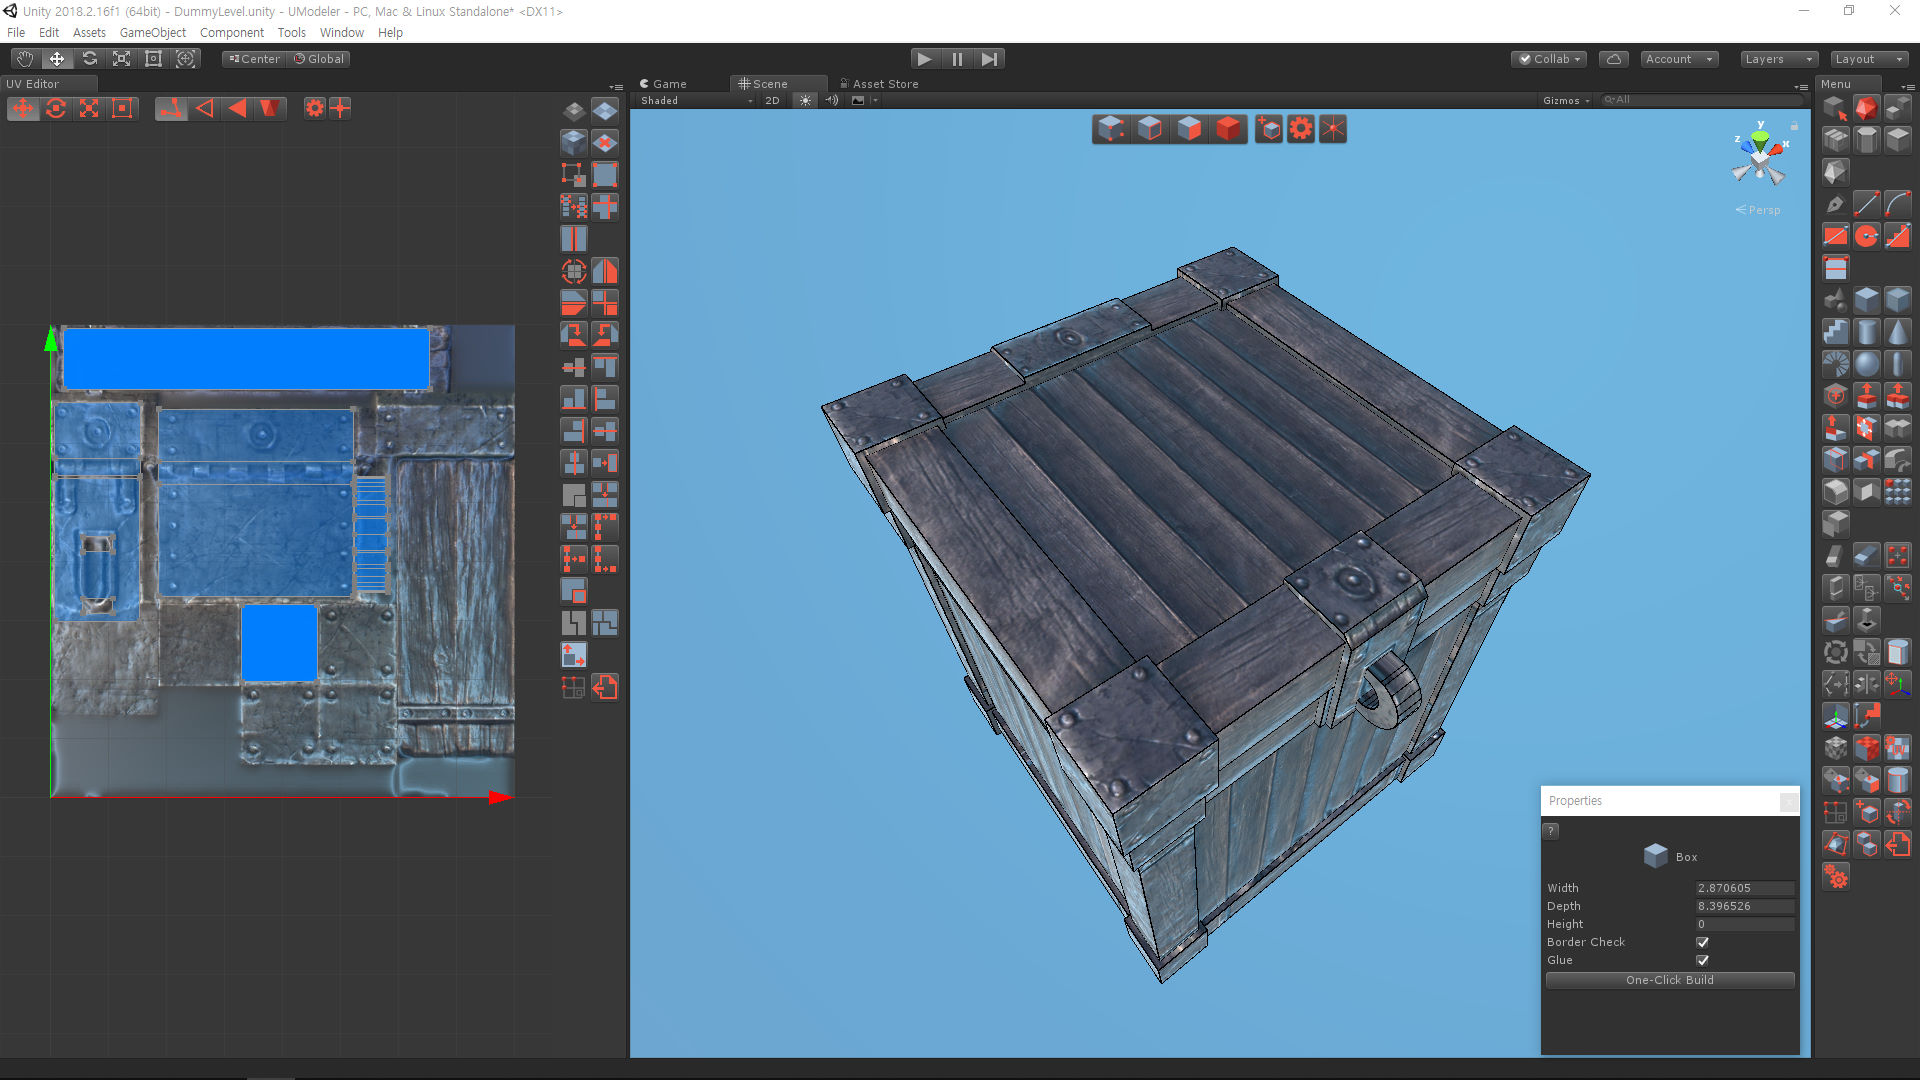 Unity 2018.2.16f1 (64bit) - DummyLevel.unity - UModeler - PC, Mac & Linux Standalone* <DX11>
File Edit Assets GameObject Component Tools Window Help
Center Global Collab Account Layers Layout
UV Editor
Game Scene Asset Store
Menu
Shaded 2D Gizmos All
y
z x
Persp
Properties
?
Box
Width 2.870605
Depth 8.396526
Height 0
Border Check
Glue
One-Click Build